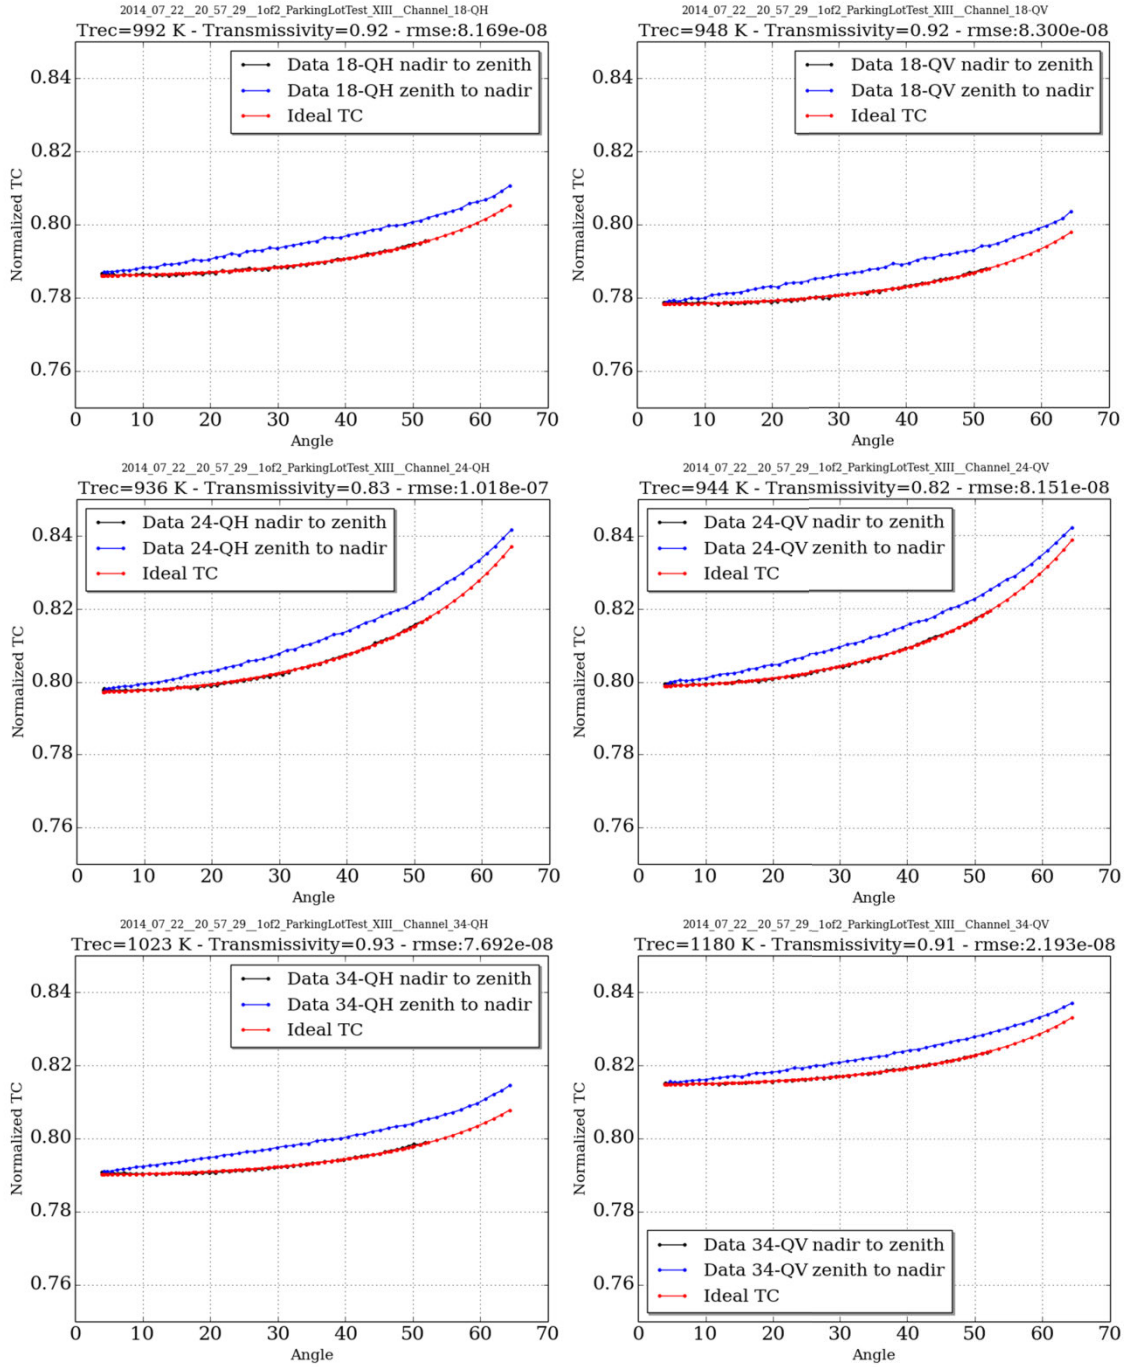 2014_07_22__20_57_29__1of2_ParkingLotTest_XIII__Channel_18-QH
Trec=992 K - Transmissivity=0.92 - rmse:8.169e-08
Data 18-QH nadir to zenith
Data 18-QH zenith to nadir
Ideal TC
Normalized TC
0.84
0.82
0.80
0.78
0.76
0 10 20 30 40 50 60 70
Angle
2014_07_22__20_57_29__1of2_ParkingLotTest_XIII__Channel_18-QV
Trec=948 K - Transmissivity=0.92 - rmse:8.300e-08
Data 18-QV nadir to zenith
Data 18-QV zenith to nadir
Ideal TC
Normalized TC
0.84
0.82
0.80
0.78
0.76
0 10 20 30 40 50 60 70
Angle
2014_07_22__20_57_29__1of2_ParkingLotTest_XIII__Channel_24-QH
Trec=936 K - Transmissivity=0.83 - rmse:1.018e-07
Data 24-QH nadir to zenith
Data 24-QH zenith to nadir
Ideal TC
Normalized TC
0.84
0.82
0.80
0.78
0.76
0 10 20 30 40 50 60 70
Angle
2014_07_22__20_57_29__1of2_ParkingLotTest_XIII__Channel_24-QV
Trec=944 K - Transmissivity=0.82 - rmse:8.151e-08
Data 24-QV nadir to zenith
Data 24-QV zenith to nadir
Ideal TC
Normalized TC
0.84
0.82
0.80
0.78
0.76
0 10 20 30 40 50 60 70
Angle
2014_07_22__20_57_29__1of2_ParkingLotTest_XIII__Channel_34-QH
Trec=1023 K - Transmissivity=0.93 - rmse:7.692e-08
Data 34-QH nadir to zenith
Data 34-QH zenith to nadir
Ideal TC
Normalized TC
0.84
0.82
0.80
0.78
0.76
0 10 20 30 40 50 60 70
Angle
2014_07_22__20_57_29__1of2_ParkingLotTest_XIII__Channel_34-QV
Trec=1180 K - Transmissivity=0.91 - rmse:2.193e-08
Normalized TC
0.84
0.82
0.80
0.78
0.76
Data 34-QV nadir to zenith
Data 34-QV zenith to nadir
Ideal TC
0 10 20 30 40 50 60 70
Angle